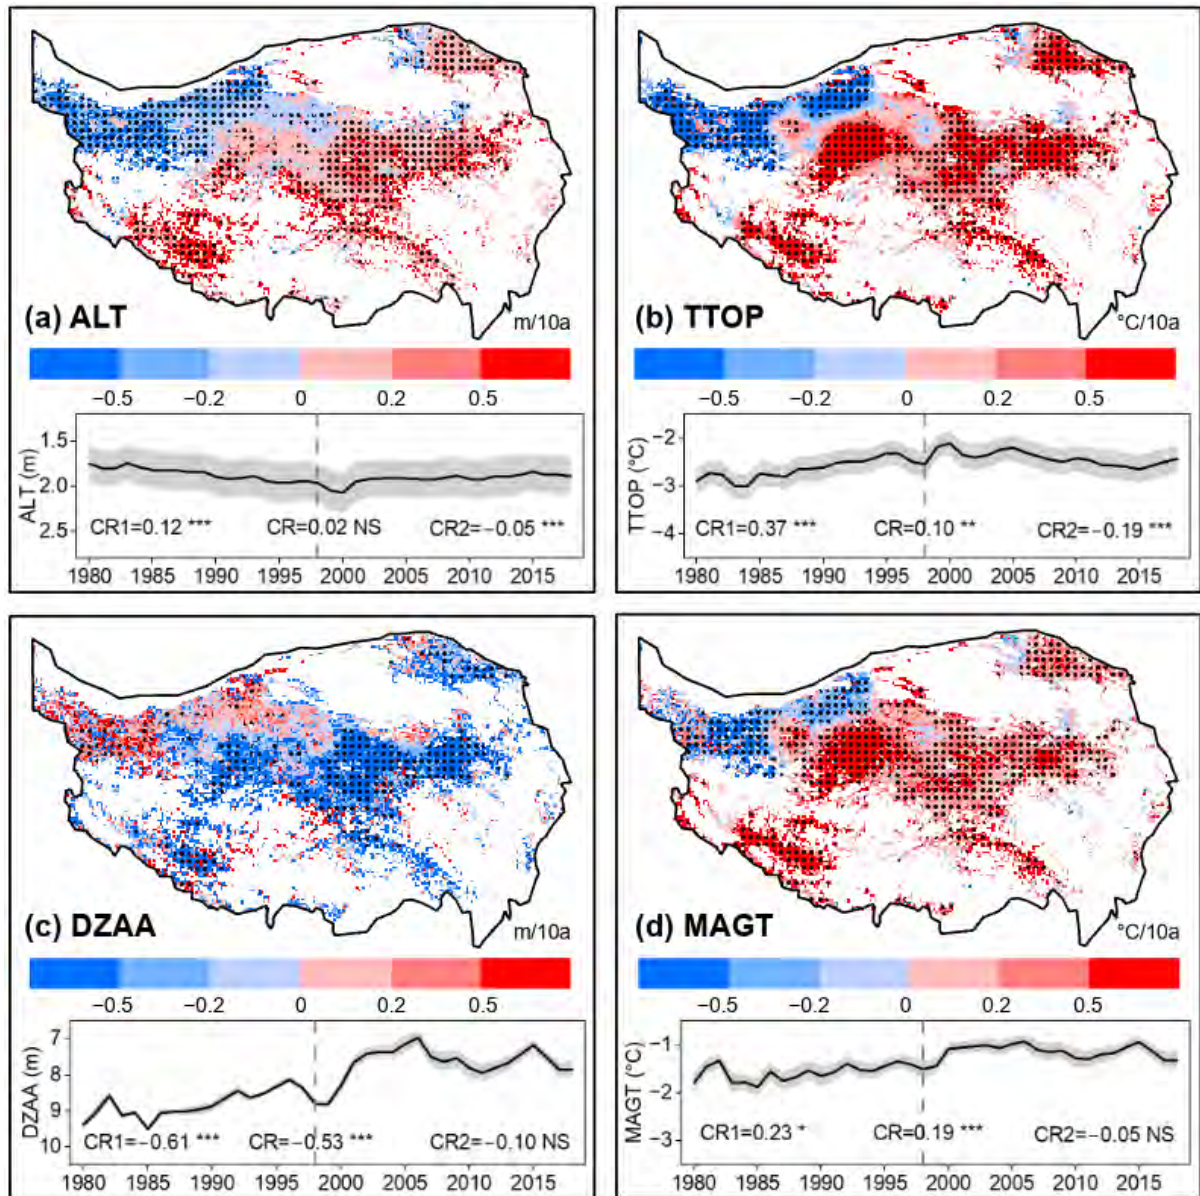 (a) ALT
m/10a
−0.5 −0.2 0 0.2 0.5
ALT (m)
1.5
2.0
2.5
CR1=0.12 *** CR=0.02 NS CR2=−0.05 ***
1980 1985 1990 1995 2000 2005 2010 2015
(b) TTOP
°C/10a
−0.5 −0.2 0 0.2 0.5
TTOP (°C)
−2
−3
−4
CR1=0.37 *** CR=0.10 ** CR2=−0.19 ***
1980 1985 1990 1995 2000 2005 2010 2015
(c) DZAA
m/10a
−0.5 −0.2 0 0.2 0.5
DZAA (m)
7
8
9
10
CR1=−0.61 *** CR=−0.53 *** CR2=−0.10 NS
1980 1985 1990 1995 2000 2005 2010 2015
(d) MAGT
°C/10a
−0.5 −0.2 0 0.2 0.5
MAGT (°C)
−1
−2
−3
CR1=0.23 * CR=0.19 *** CR2=−0.05 NS
1980 1985 1990 1995 2000 2005 2010 2015